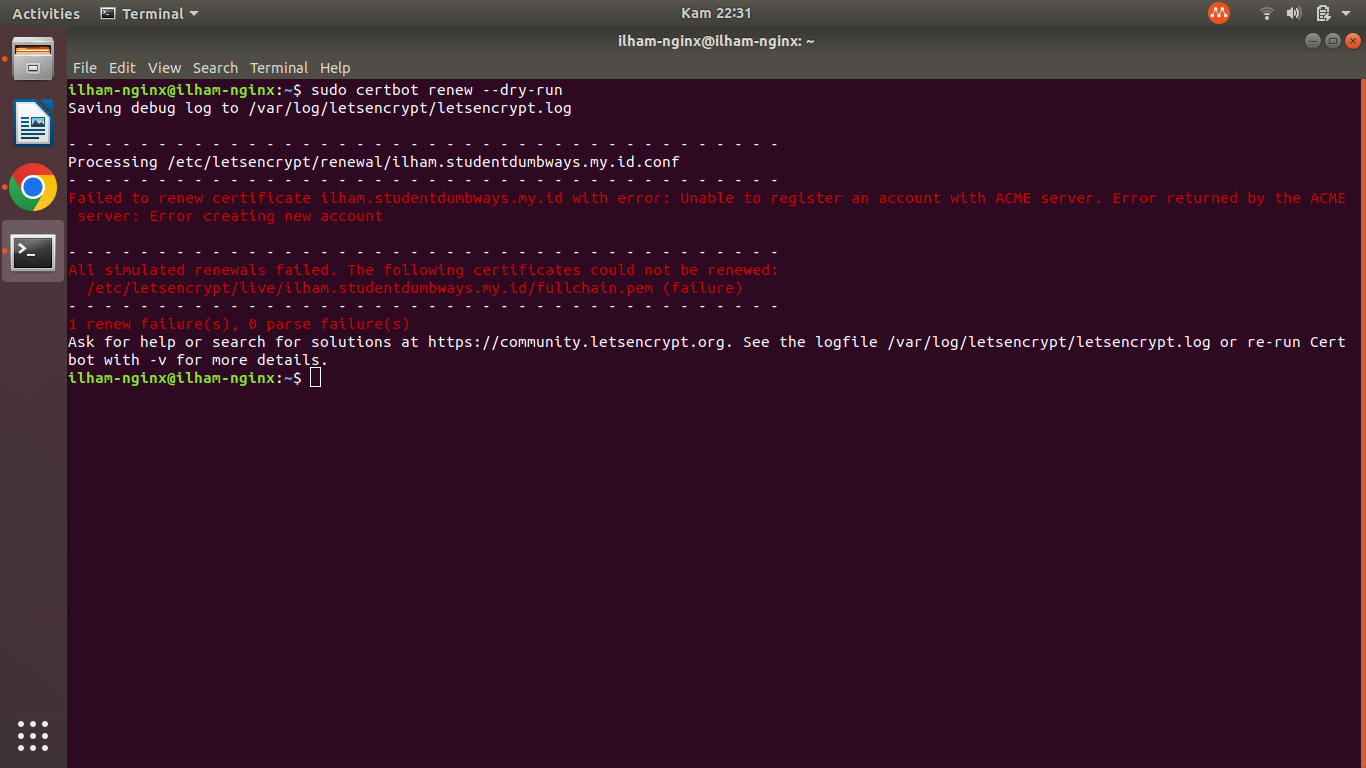 Activities
Terminal
Kam 22:31
ilham-nginx@ilham-nginx: ~
File Edit View Search Terminal Help
ilham-nginx@ilham-nginx:~$ sudo certbot renew --dry-run
Saving debug log to /var/log/letsencrypt/letsencrypt.log
- - - - - - - - - - - - - - - - - - - - - - - - - - - - - - - - - - - - - - - -
Processing /etc/letsencrypt/renewal/ilham.studentdumbways.my.id.conf
- - - - - - - - - - - - - - - - - - - - - - - - - - - - - - - - - - - - - - - -
Failed to renew certificate ilham.studentdumbways.my.id with error: Unable to register an account with ACME server. Error returned by the ACME
server: Error creating new account
- - - - - - - - - - - - - - - - - - - - - - - - - - - - - - - - - - - - - - - -
All simulated renewals failed. The following certificates could not be renewed:
/etc/letsencrypt/live/ilham.studentdumbways.my.id/fullchain.pem (failure)
- - - - - - - - - - - - - - - - - - - - - - - - - - - - - - - - - - - - - - - -
1 renew failure(s), 0 parse failure(s)
Ask for help or search for solutions at https://community.letsencrypt.org. See the logfile /var/log/letsencrypt/letsencrypt.log or re-run Cert
bot with -v for more details.
ilham-nginx@ilham-nginx:~$